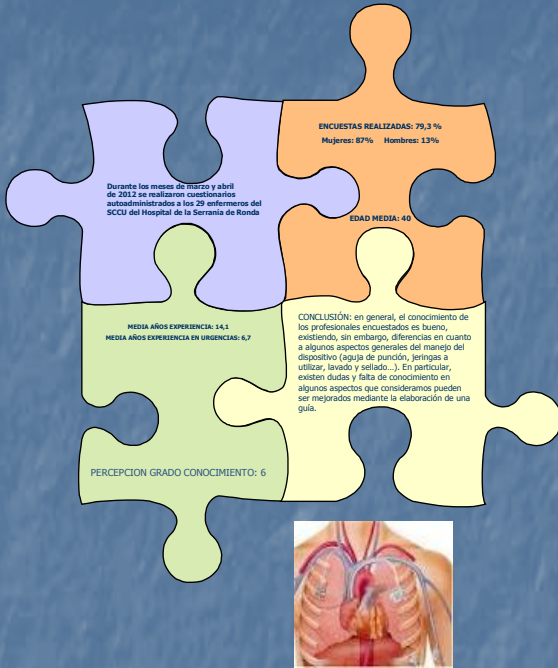 Durante los meses de marzo y abril
de 2012 se realizaron cuestionarios
autoadministrados a los 29 enfermeros del
SCCU del Hospital de la Serranía de Ronda
ENCUESTAS REALIZADAS: 79,3 %
Mujeres: 87% Hombres: 13%
EDAD MEDIA: 40
MEDIA AÑOS EXPERIENCIA: 14,1
MEDIA AÑOS EXPERIENCIA EN URGENCIAS: 6,7
PERCEPCION GRADO CONOCIMIENTO: 6
CONCLUSIÓN: en general, el conocimiento de
los profesionales encuestados es bueno,
existiendo, sin embargo, diferencias en cuanto
a algunos aspectos generales del manejo del
dispositivo (aguja de punción, jeringas a
utilizar, lavado y sellado...). En particular,
existen dudas y falta de conocimiento en
algunos aspectos que consideramos pueden
ser mejorados mediante la elaboración de una
guía.